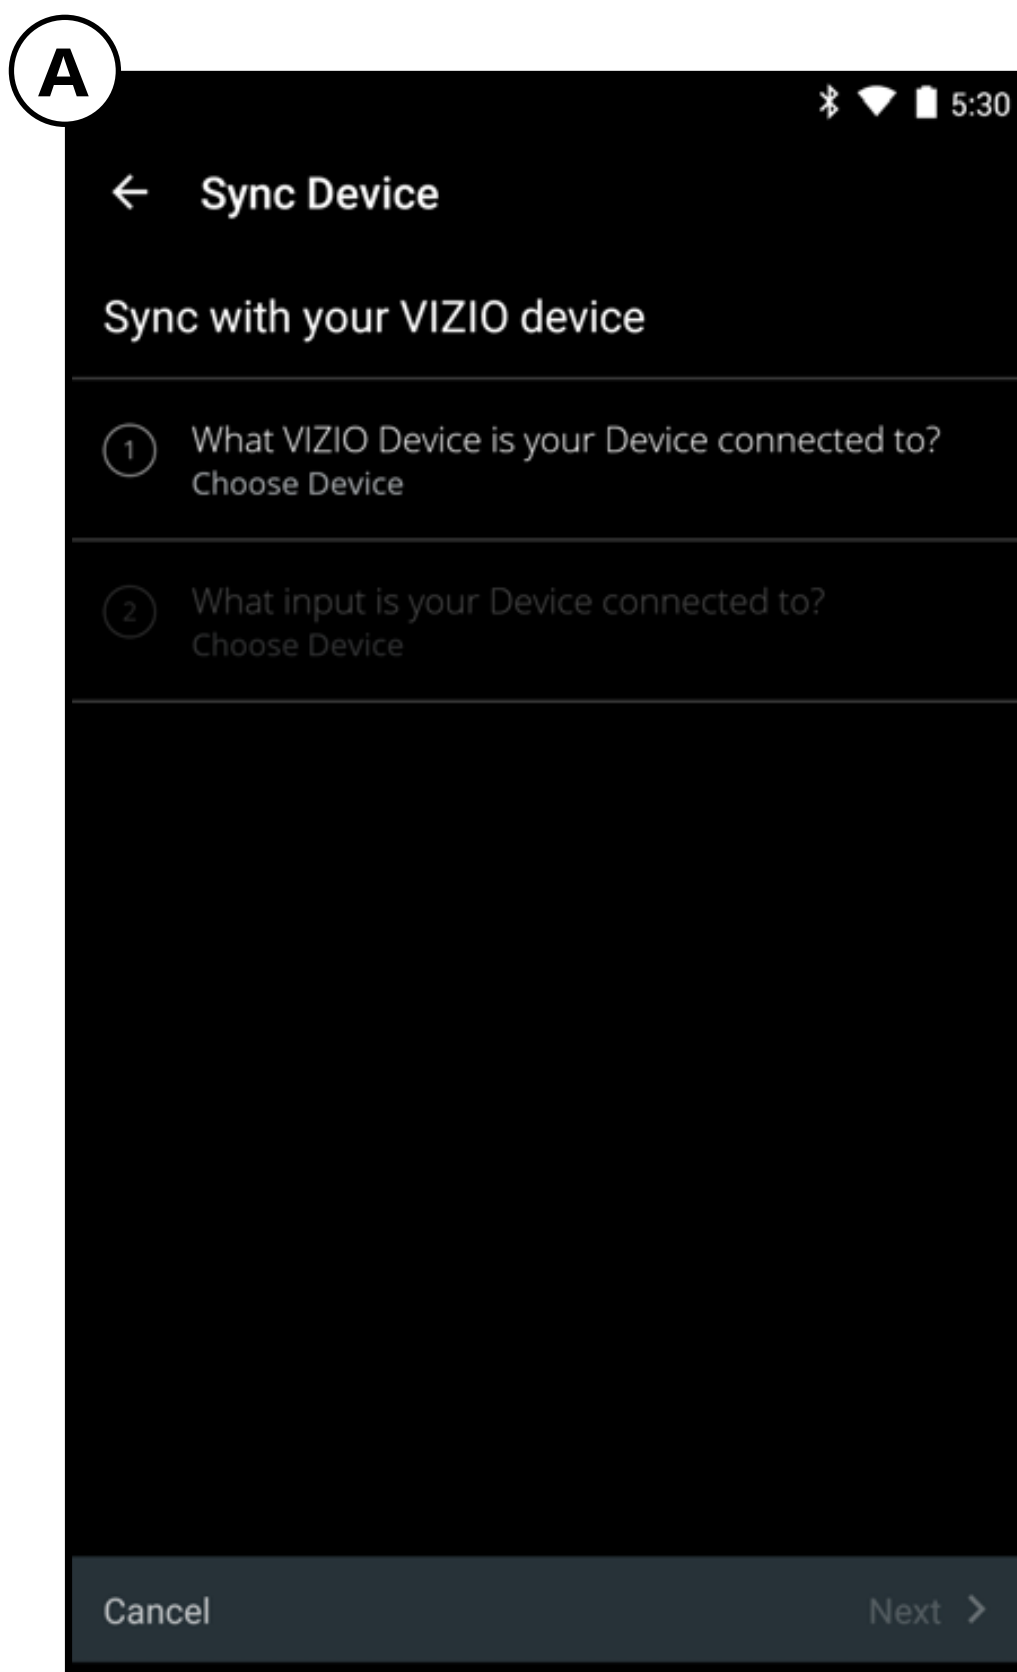 A
5:30
Sync Device
Sync with your VIZIO device
1 What VIZIO Device is your Device connected to?
Choose Device
2 What input is your Device connected to?
Choose Device
Cancel Next